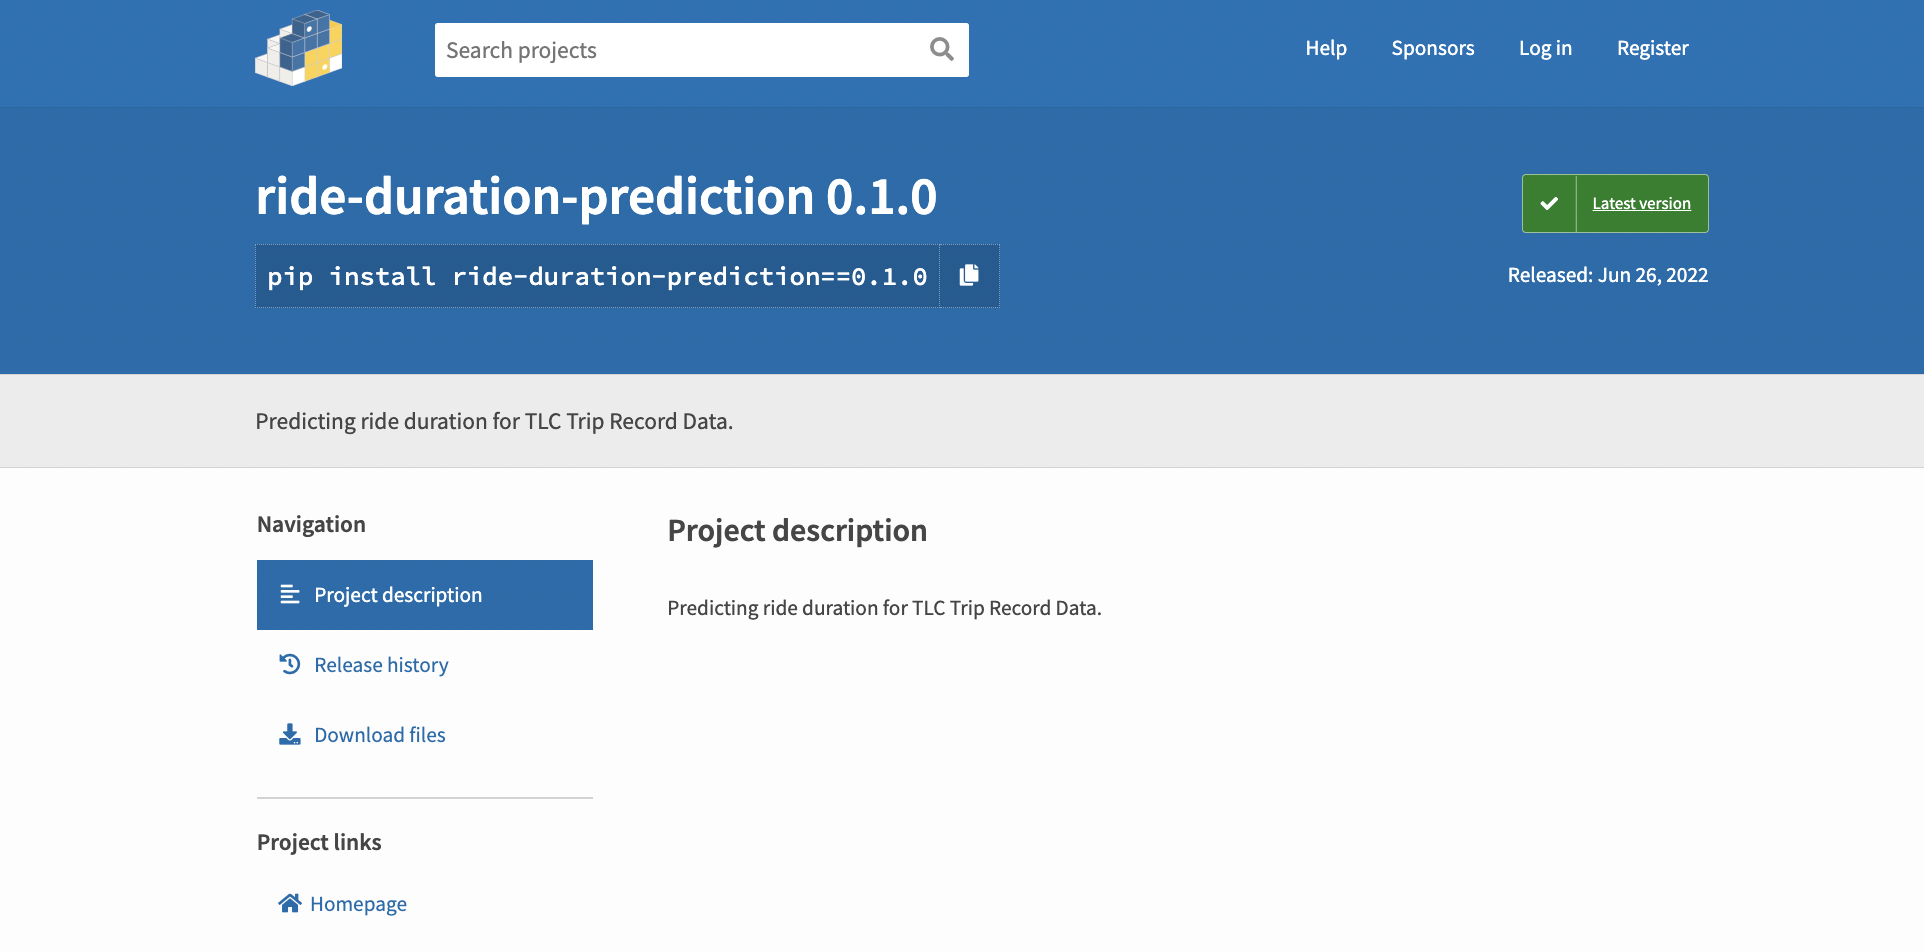 Search projects
Help
Sponsors
Log in
Register
ride-duration-prediction 0.1.0
Latest version
pip install ride-duration-prediction==0.1.0
Released: Jun 26, 2022
Predicting ride duration for TLC Trip Record Data.
Navigation
Project description
Release history
Download files
Project links
Homepage
Project description
Predicting ride duration for TLC Trip Record Data.